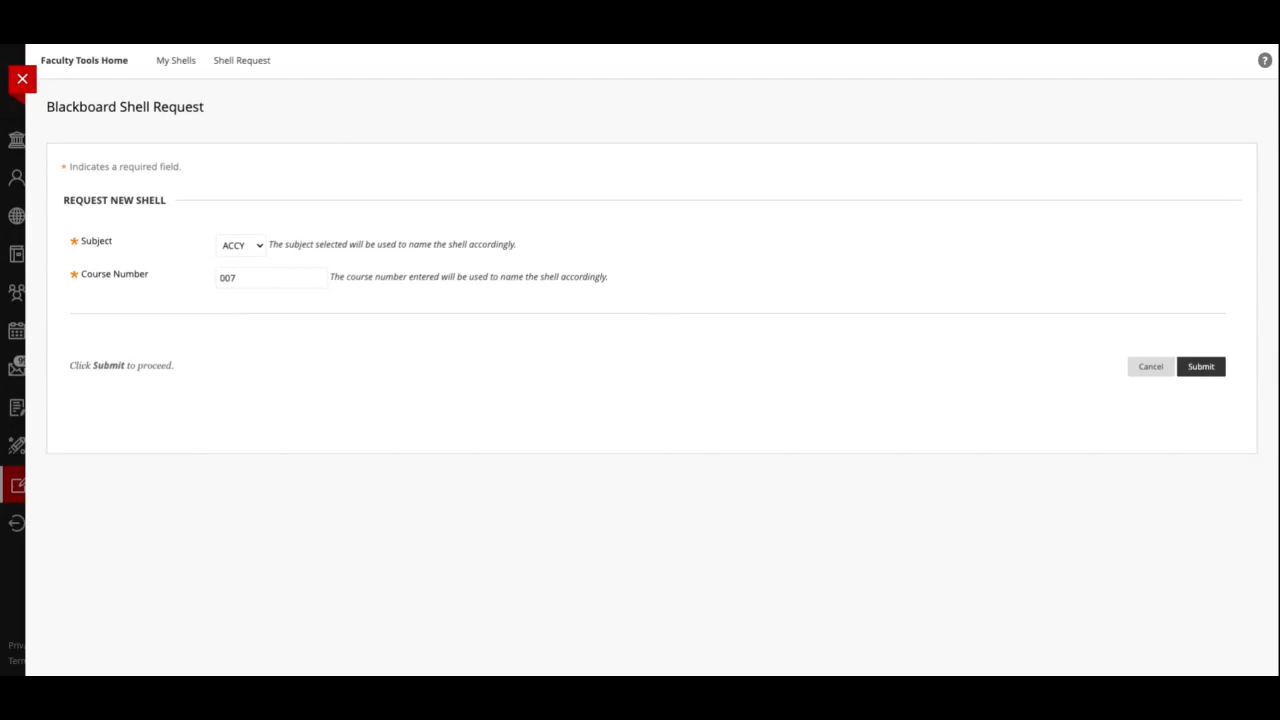 Faculty Tools Home My Shells Shell Request
Blackboard Shell Request
* Indicates a required field.
REQUEST NEW SHELL
* Subject ACCY The subject selected will be used to name the shell accordingly.
* Course Number 007 The course number entered will be used to name the shell accordingly.
Click Submit to proceed. Cancel Submit